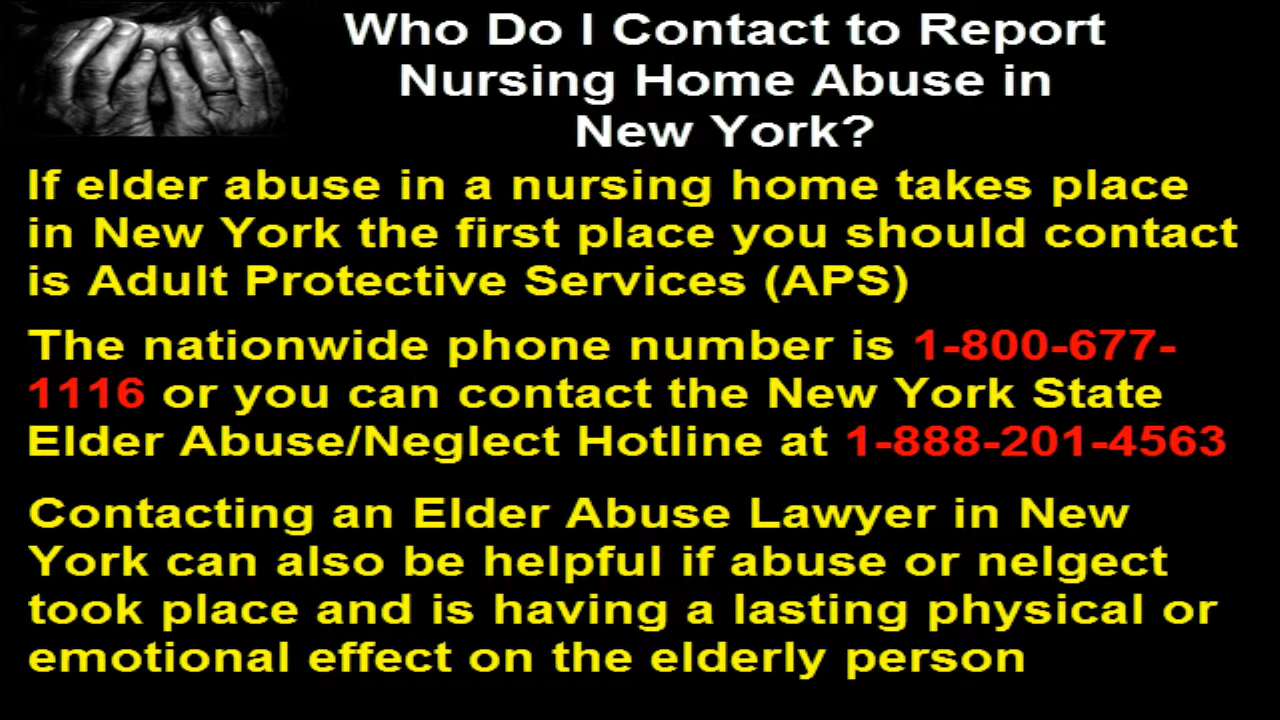 Who Do I Contact to Report
Nursing Home Abuse in
New York?
If elder abuse in a nursing home takes place
in New York the first place you should contact
is Adult Protective Services (APS)
The nationwide phone number is 1-800-677-
1116 or you can contact the New York State
Elder Abuse/Neglect Hotline at 1-888-201-4563
Contacting an Elder Abuse Lawyer in New
York can also be helpful if abuse or nelgect
took place and is having a lasting physical or
emotional effect on the elderly person